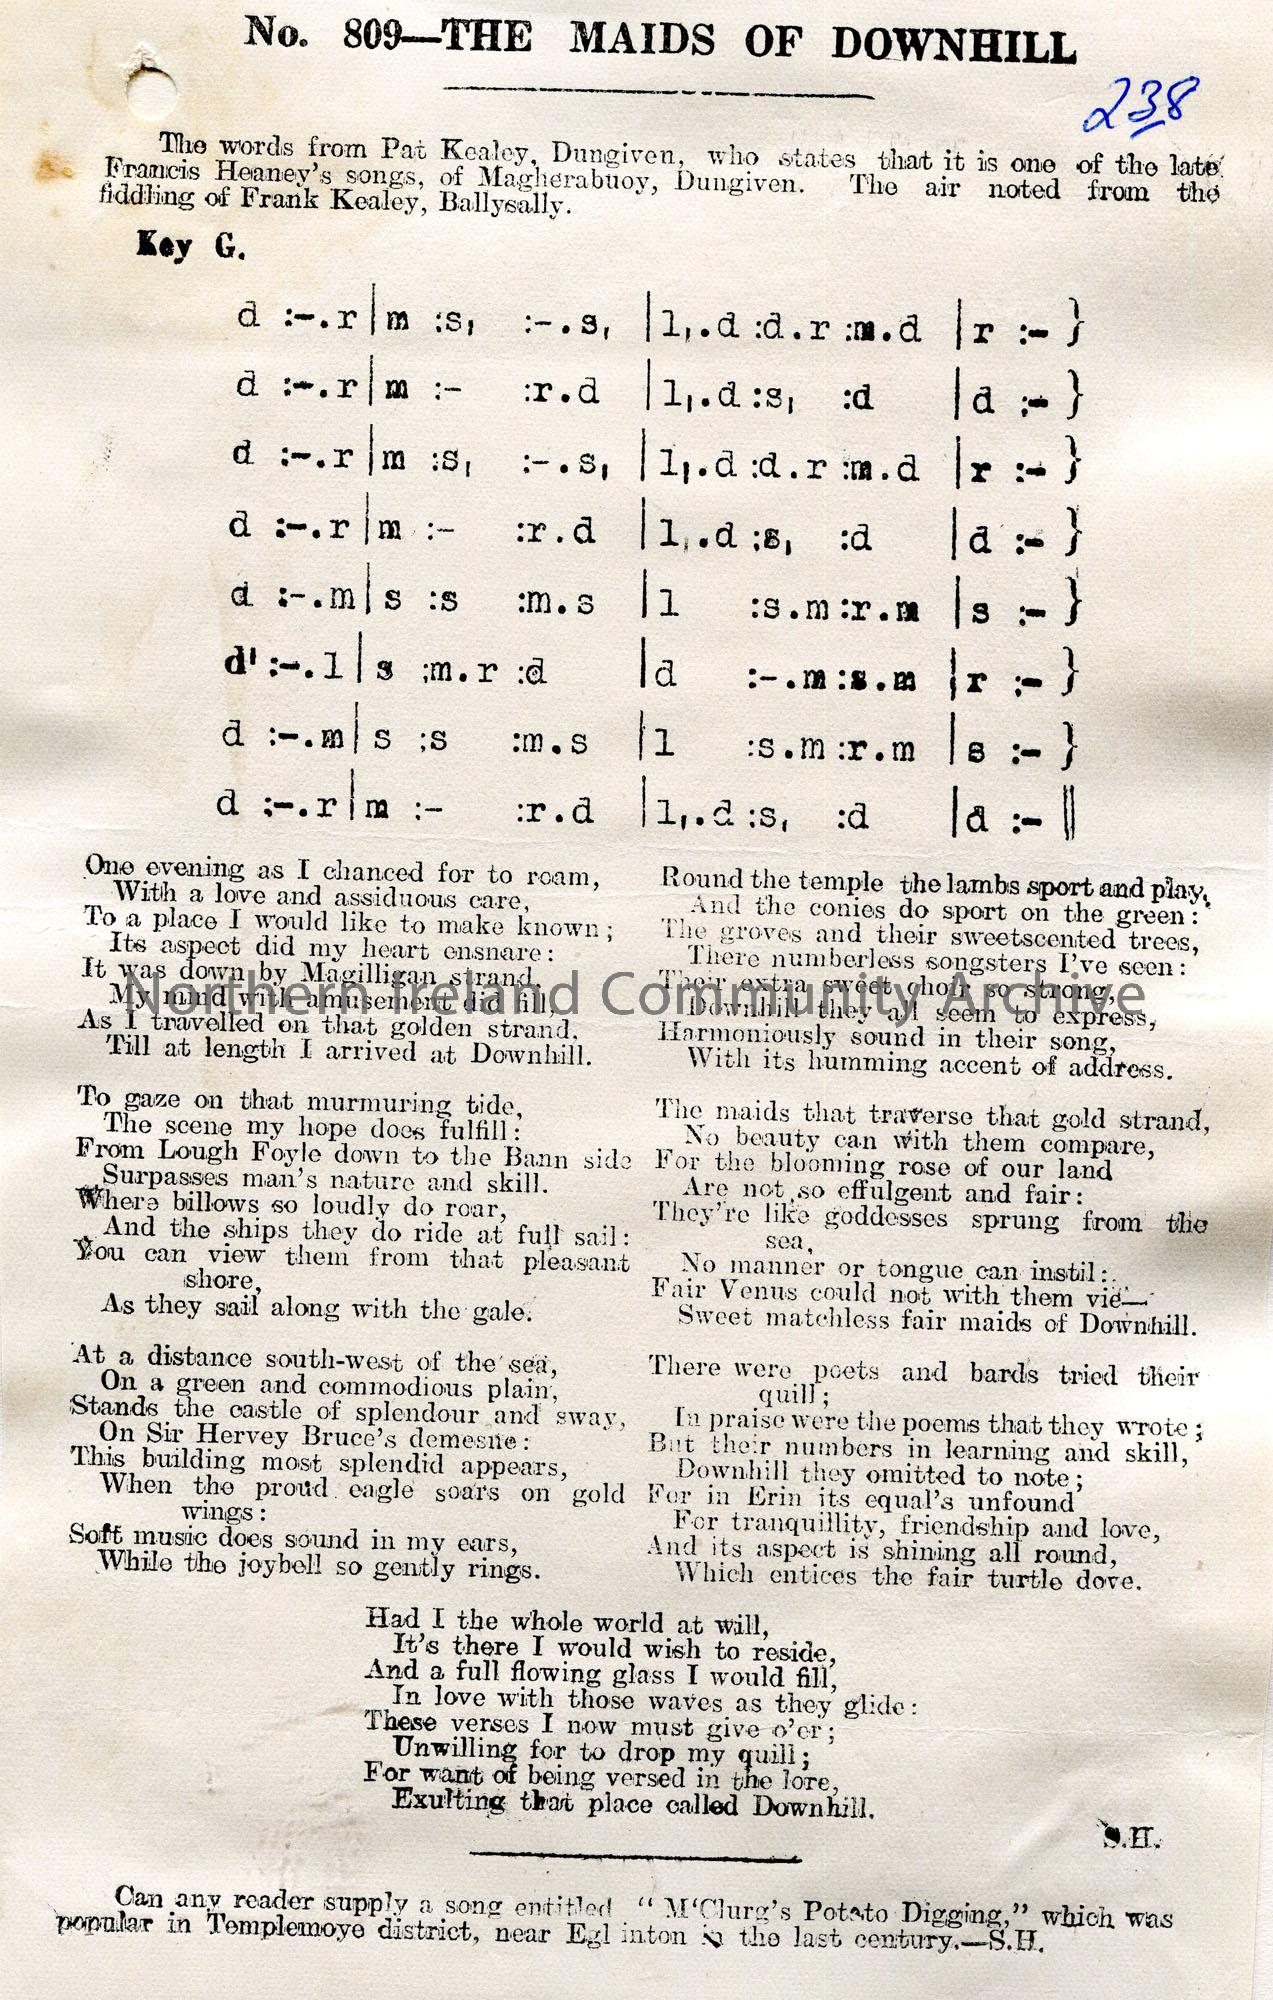 No. 809—THE MAIDS OF DOWNHILL
238
The words from Pat Kealey, Dungiven, who states that it is one of the late
Francis Heaney's songs, of Magherabuoy, Dungiven. The air noted from the
fiddling of Frank Kealey, Ballysally.
Key G.
d :-.r|m :s, :-.s, |l,.d :d.r :m.d |r :- }
d :-.r|m :- :r.d |l,.d :s, :d |d :- }
d :-.r|m :s, :-.s, |l,.d :d.r :m.d |r :- }
d :-.r|m :- :r.d |l,.d :s, :d |d :- }
d :-.m|s :s :m.s |l :s.m :r.m |s :- }
d' :-.l|s :m.r :d |d :-.m :s.m |r :- }
d :-.m|s :s :m.s |l :s.m :r.m |s :- }
d :-.r|m :- :r.d |l,.d :s, :d |d :- ||
One evening as I chanced for to roam,
With a love and assiduous care,
To a place I would like to make known;
Its aspect did my heart ensnare:
It was down by Magilligan strand,
My mind with amusement did fill,
As I travelled on that golden strand,
Till at length I arrived at Downhill.
To gaze on that murmuring tide,
The scene my hope does fulfill:
From Lough Foyle down to the Bann side
Surpasses man's nature and skill.
Where billows so loudly do roar,
And the ships they do ride at full sail:
You can view them from that pleasant
shore,
As they sail along with the gale.
At a distance south-west of the sea,
On a green and commodious plain,
Stands the castle of splendour and sway,
On Sir Hervey Bruce's demesne:
This building most splendid appears,
When the proud eagle soars on gold
wings:
Soft music does sound in my ears,
While the joybell so gently rings.
Round the temple the lambs sport and play,
And the conies do sport on the green:
The groves and their sweetscented trees,
There numberless songsters I've seen:
Their extra sweet choir so strong,
Downhill they all seem to express,
Harmoniously sound in their song,
With its humming accent of address.
The maids that traverse that gold strand,
No beauty can with them compare,
For the blooming rose of our land
Are not so effulgent and fair:
They're like goddesses sprung from the
sea,
No manner or tongue can instil:
Fair Venus could not with them vie—
Sweet matchless fair maids of Downhill.
There were poets and bards tried their
quill;
In praise were the poems that they wrote;
But their numbers in learning and skill,
Downhill they omitted to note;
For in Erin its equal's unfound
For tranquillity, friendship and love,
And its aspect is shining all round,
Which entices the fair turtle dove.
Had I the whole world at will,
It's there I would wish to reside,
And a full flowing glass I would fill,
In love with those waves as they glide:
These verses I now must give o'er;
Unwilling for to drop my quill;
For want of being versed in the lore,
Exulting that place called Downhill.
S.H.
Can any reader supply a song entitled "M'Clurg's Potato Digging," which was
popular in Templemoye district, near Eglinton in the last century.—S.H.
Northern Ireland Community Archive